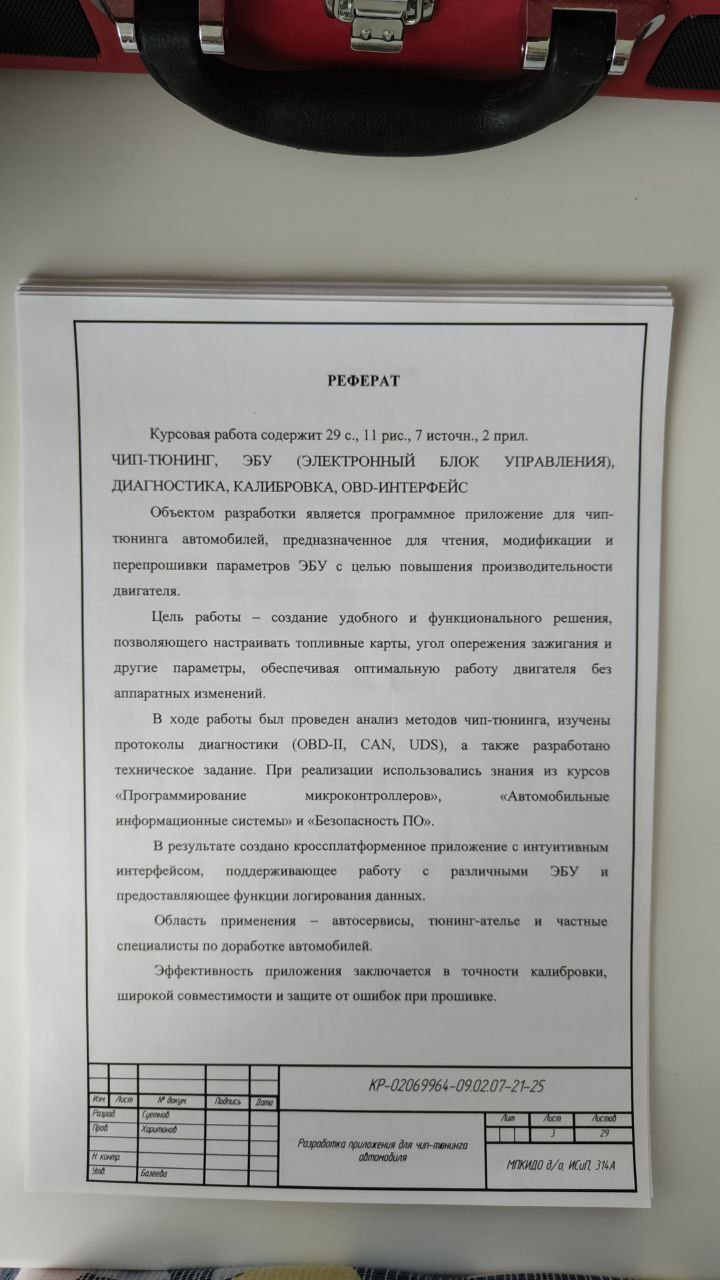 РЕФЕРАТ
Курсовая работа содержит 29 с., 11 рис., 7 источн., 2 прил.
ЧИП-ТЮНИНГ, ЭБУ (ЭЛЕКТРОННЫЙ БЛОК УПРАВЛЕНИЯ),
ДИАГНОСТИКА, КАЛИБРОВКА, OBD-ИНТЕРФЕЙС
Объектом разработки является программное приложение для чип-
тюнинга автомобилей, предназначенное для чтения, модификации и
перепрошивки параметров ЭБУ с целью повышения производительности
двигателя.
Цель работы – создание удобного и функционального решения,
позволяющего настраивать топливные карты, угол опережения зажигания и
другие параметры, обеспечивая оптимальную работу двигателя без
аппаратных изменений.
В ходе работы был проведен анализ методов чип-тюнинга, изучены
протоколы диагностики (OBD-II, CAN, UDS), а также разработано
техническое задание. При реализации использовались знания из курсов
«Программирование микроконтроллеров», «Автомобильные
информационные системы» и «Безопасность ПО».
В результате создано кроссплатформенное приложение с интуитивным
интерфейсом, поддерживающее работу с различными ЭБУ и
предоставляющее функции логирования данных.
Область применения – автосервисы, тюнинг-ателье и частные
специалисты по доработке автомобилей.
Эффективность приложения заключается в точности калибровки,
широкой совместимости и защите от ошибок при прошивке.
КР-02069964-09.02.07-21-25
Изм. Лист № докум. Подпись Дата
Разраб. Суетнов
Пров. Харитонов
Н. контр.
Утв. Базеева
Разработка приложения для чип-тюнинга
автомобиля
Лит Лист Листов
3 29
МПКИДО д/о, ИСиП, 314А